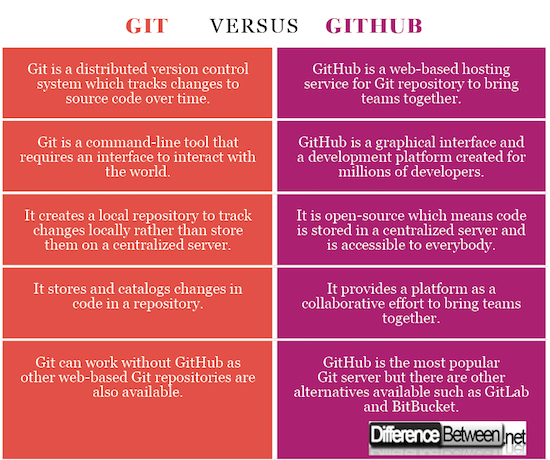 GIT VERSUS GITHUB
Git is a distributed version control
system which tracks changes to
source code over time.
GitHub is a web-based hosting
service for Git repository to bring
teams together.
Git is a command-line tool that
requires an interface to interact with
the world.
GitHub is a graphical interface and
a development platform created for
millions of developers.
It creates a local repository to track
changes locally rather than store
them on a centralized server.
It is open-source which means code
is stored in a centralized server and
is accessible to everybody.
It stores and catalogs changes in
code in a repository.
It provides a platform as a
collaborative effort to bring teams
together.
Git can work without GitHub as
other web-based Git repositories are
also available.
GitHub is the most popular
Git server but there are other
alternatives available such as GitLab
and BitBucket.
Difference Between.net